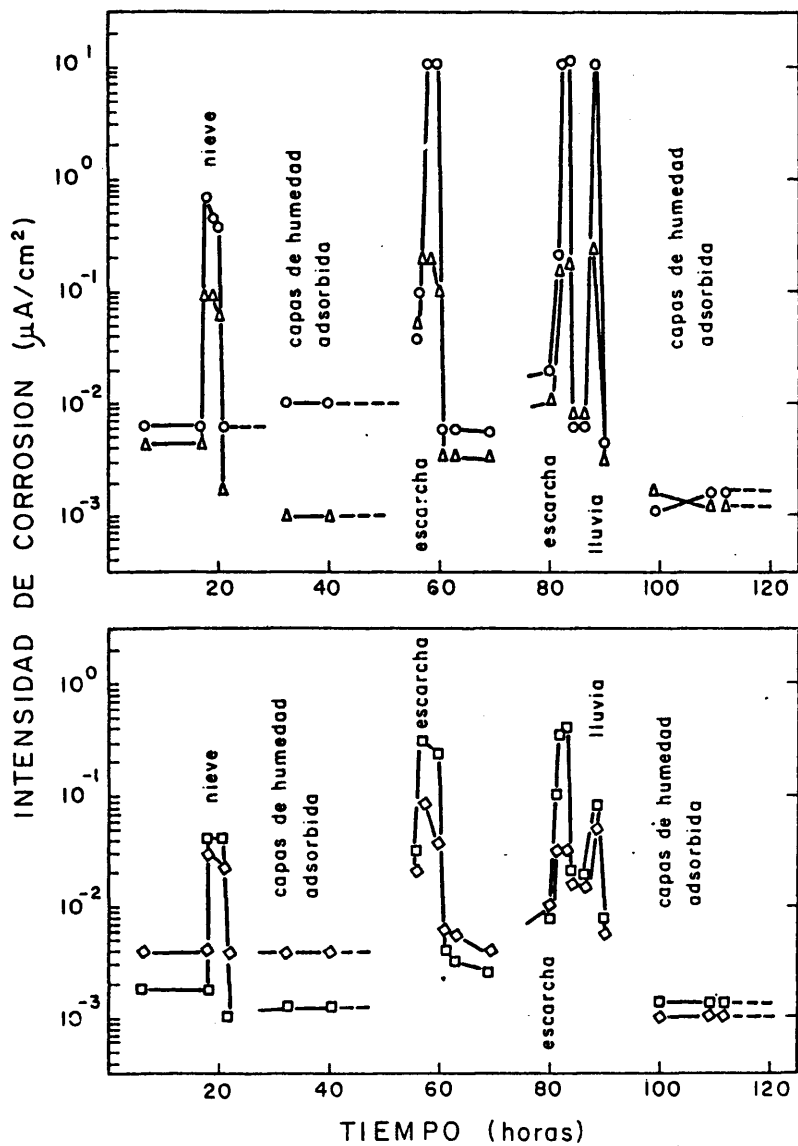 INTENSIDAD DE CORROSION (μA/cm²)
10¹
10⁰
10⁻¹
10⁻²
10⁻³
nieve
capas de humedad
adsorbida
escarcha
escarcha
lluvia
capas de humedad
adsorbida
20
40
60
80
100
120
10⁰
10⁻¹
10⁻²
10⁻³
nieve
capas de humedad
adsorbida
escarcha
escarcha
lluvia
capas de humedad
adsorbida
20
40
60
80
100
120
TIEMPO (horas)